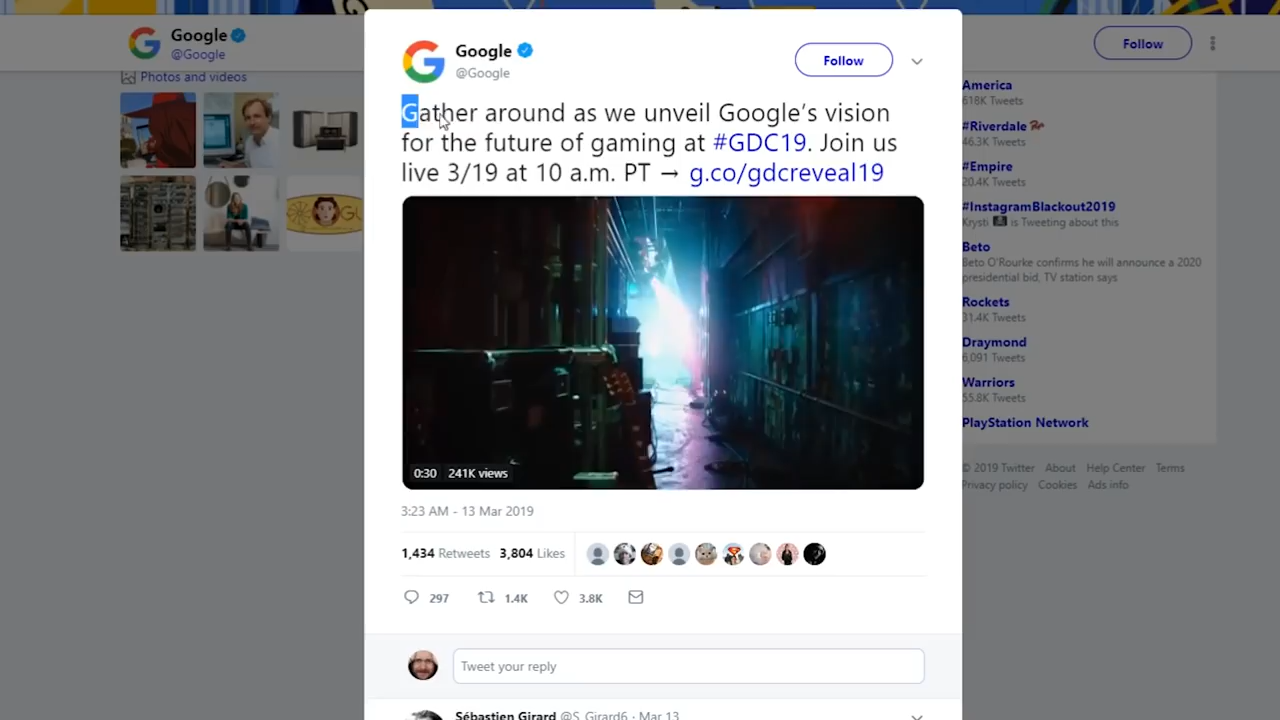 Google
@Google
Follow
Photos and videos
Google
@Google
Follow
Gather around as we unveil Google's vision
for the future of gaming at #GDC19. Join us
live 3/19 at 10 a.m. PT → g.co/gdcreveal19
0:30 241K views
3:23 AM - 13 Mar 2019
1,434 Retweets 3,804 Likes
297 1.4K 3.8K
Tweet your reply
Sébastien Girard @S_Girard6 · Mar 13
America
618K Tweets
#Riverdale
46.3K Tweets
#Empire
20.4K Tweets
#InstagramBlackout2019
Krysti is Tweeting about this
Beto
Beto O'Rourke confirms he will announce a 2020
presidential bid, TV station says
Rockets
31.4K Tweets
Draymond
6,091 Tweets
Warriors
55.8K Tweets
PlayStation Network
© 2019 Twitter About Help Center Terms
Privacy policy Cookies Ads info